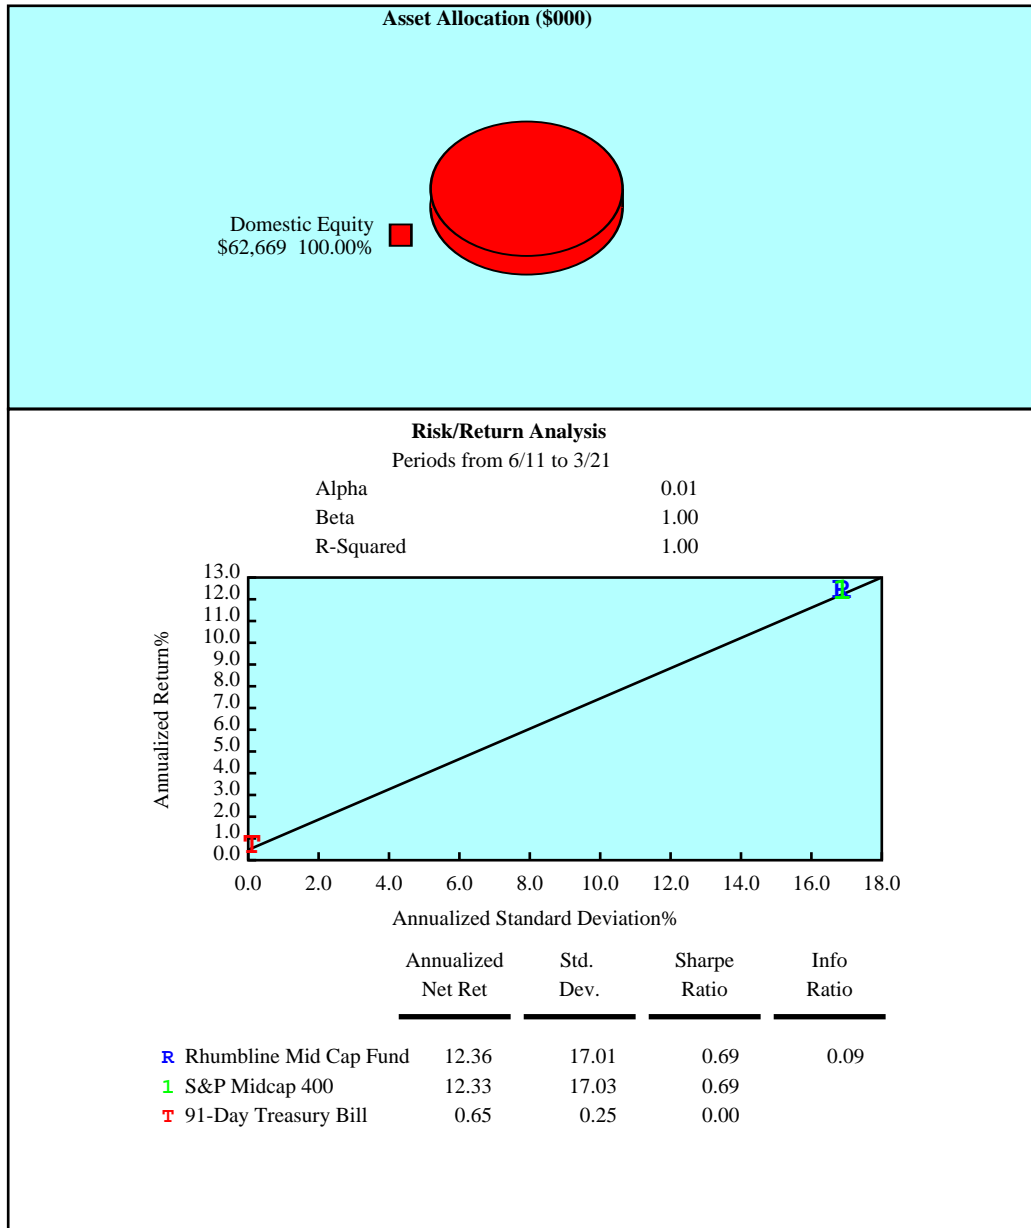 Asset Allocation ($000)
Domestic Equity
$62,669 100.00%
Risk/Return Analysis
Periods from 6/11 to 3/21
Alpha 0.01
Beta 1.00
R-Squared 1.00
13.0
12.0
11.0
10.0
9.0
8.0
7.0
6.0
5.0
4.0
3.0
2.0
1.0
0.0
Annualized Return%
R
1
T
0.0 2.0 4.0 6.0 8.0 10.0 12.0 14.0 16.0 18.0
Annualized Standard Deviation%
Annualized Std. Sharpe Info
Net Ret Dev. Ratio Ratio
R Rhumbline Mid Cap Fund 12.36 17.01 0.69 0.09
1 S&P Midcap 400 12.33 17.03 0.69
T 91-Day Treasury Bill 0.65 0.25 0.00